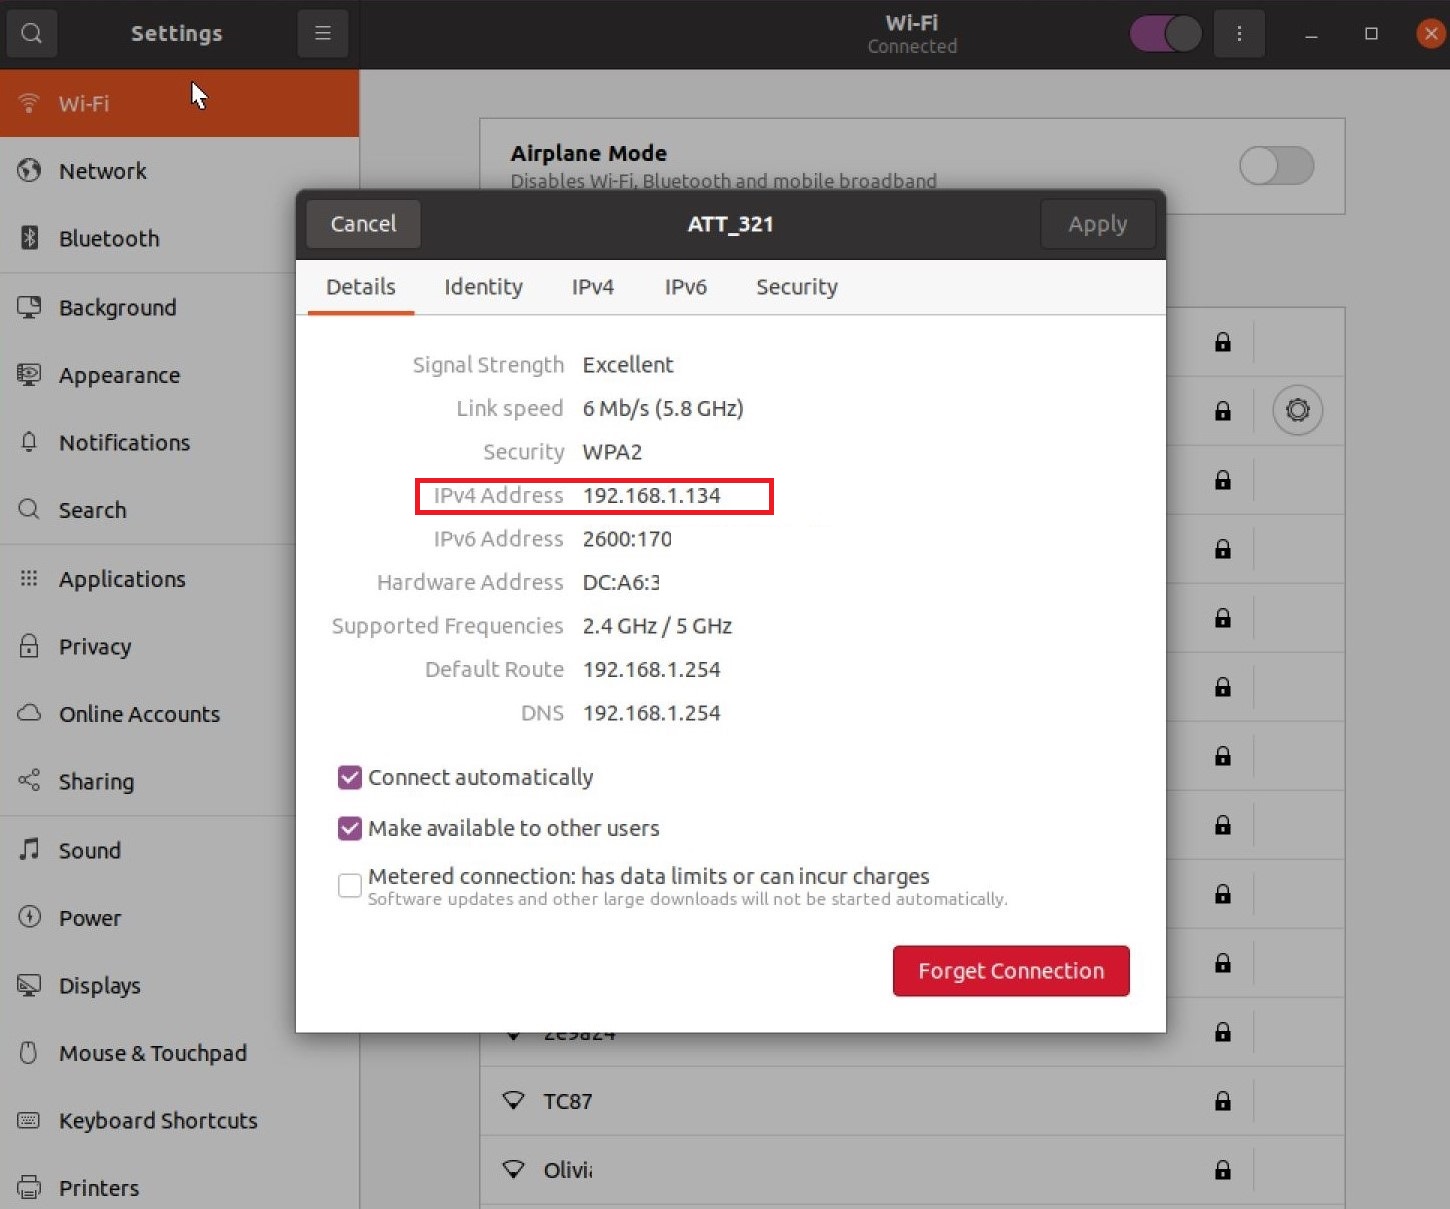 Settings
Wi-Fi
Connected
Wi-Fi
Network
Bluetooth
Background
Appearance
Notifications
Search
Applications
Privacy
Online Accounts
Sharing
Sound
Power
Displays
Mouse & Touchpad
Keyboard Shortcuts
Printers
Airplane Mode
Disables Wi-Fi, Bluetooth and mobile broadband
Cancel
ATT_321
Apply
Details Identity IPv4 IPv6 Security
Signal Strength Excellent
Link speed 6 Mb/s (5.8 GHz)
Security WPA2
IPv4 Address 192.168.1.134
IPv6 Address 2600:170
Hardware Address DC:A6:3
Supported Frequencies 2.4 GHz / 5 GHz
Default Route 192.168.1.254
DNS 192.168.1.254
Connect automatically
Make available to other users
Metered connection: has data limits or can incur charges
Software updates and other large downloads will not be started automatically.
Forget Connection
2e9a24
TC87
Olivia